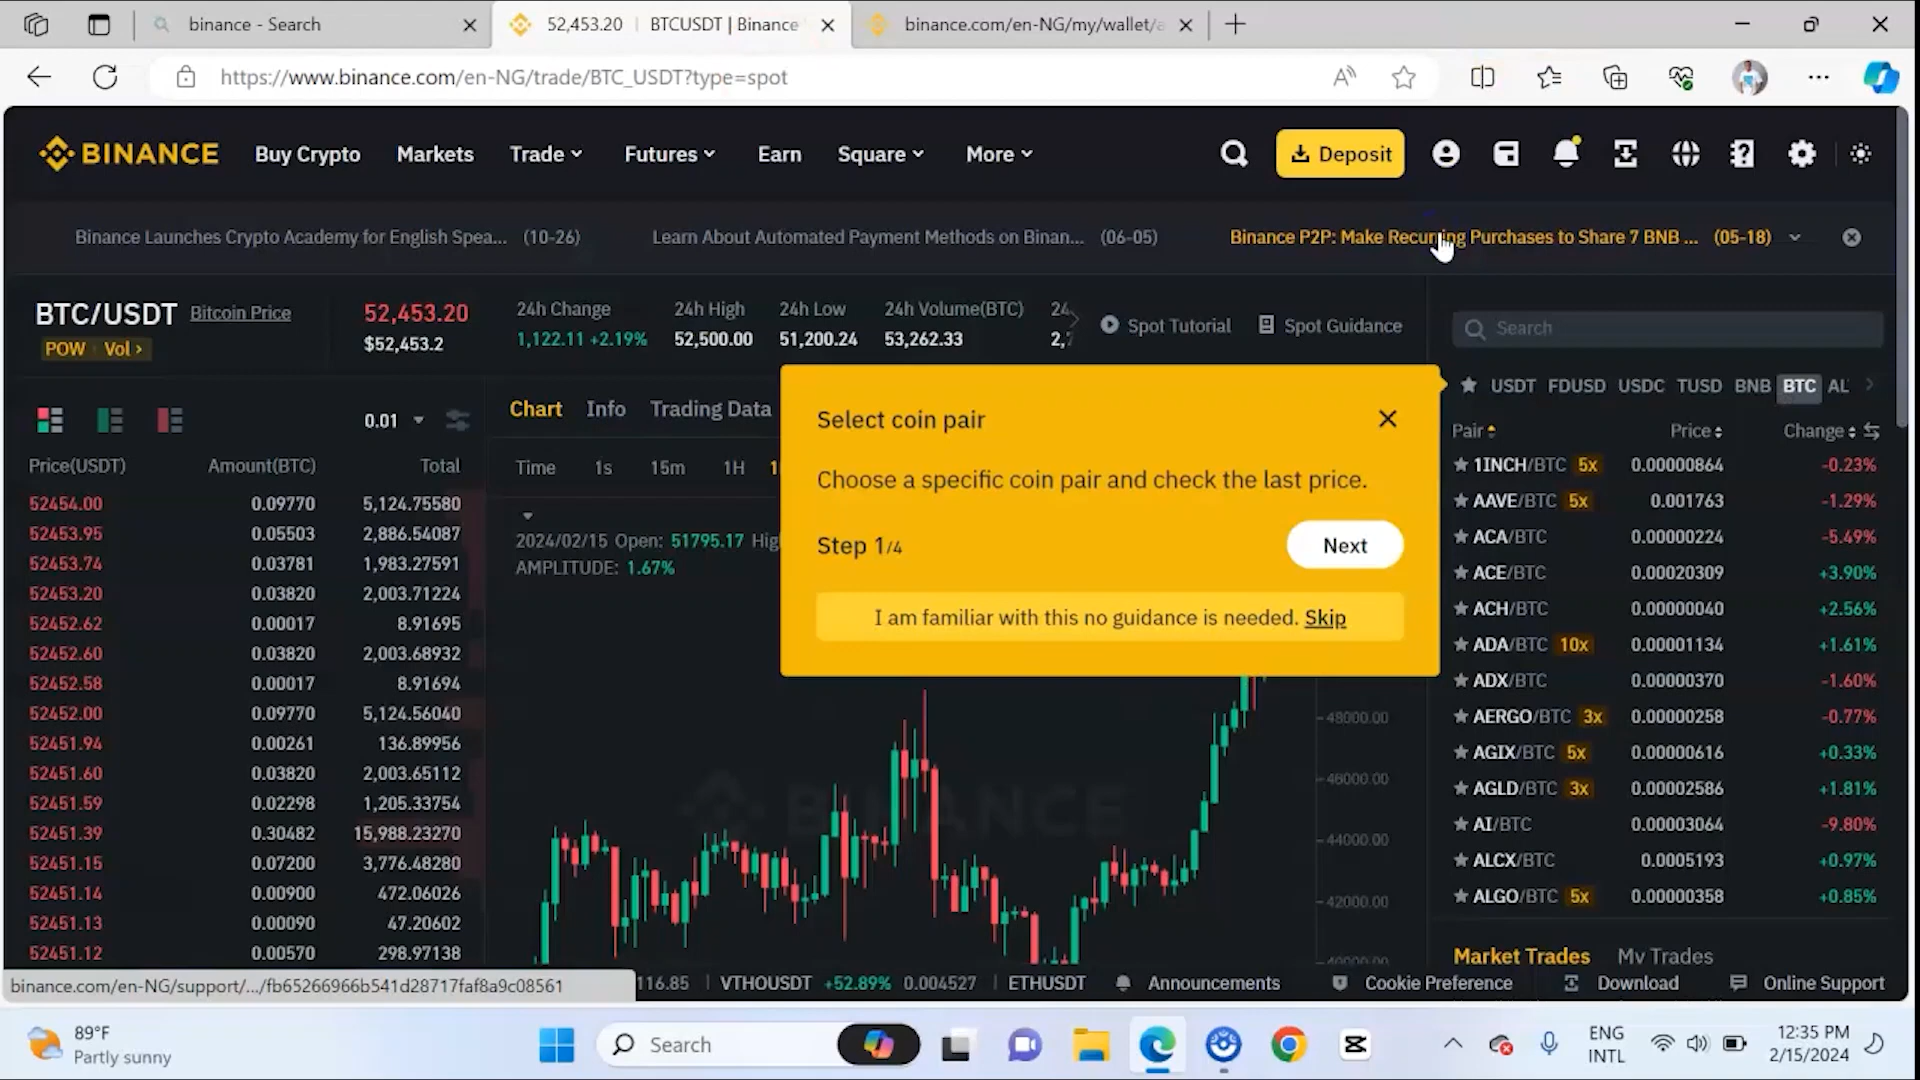 binance - Search
52,453.20 | BTCUSDT | Binance
binance.com/en-NG/my/wallet/a
https://www.binance.com/en-NG/trade/BTC_USDT?type=spot
BINANCE Buy Crypto Markets Trade Futures Earn Square More Deposit
Binance Launches Crypto Academy for English Spea... (10-26) Learn About Automated Payment Methods on Binan... (06-05) Binance P2P: Make Recurring Purchases to Share 7 BNB ... (05-18)
BTC/USDT Bitcoin Price
POW Vol
52,453.20
$52,453.2
24h Change
1,122.11 +2.19%
24h High
52,500.00
24h Low
51,200.24
24h Volume(BTC)
53,262.33
24
2,
Spot Tutorial Spot Guidance
Search
0.01
Price(USDT) Amount(BTC) Total
52454.00 0.09770 5,124.75580
52453.95 0.05503 2,886.54087
52453.74 0.03781 1,983.27591
52453.20 0.03820 2,003.71224
52452.62 0.00017 8.91695
52452.60 0.03820 2,003.68932
52452.58 0.00017 8.91694
52452.00 0.09770 5,124.56040
52451.94 0.00261 136.89956
52451.60 0.03820 2,003.65112
52451.59 0.02298 1,205.33754
52451.39 0.30482 15,988.23270
52451.15 0.07200 3,776.48280
52451.14 0.00900 472.06026
52451.13 0.00090 47.20602
52451.12 0.00570 298.97138
Chart Info Trading Data
Time 1s 15m 1H 1
2024/02/15 Open: 51795.17 Hig
AMPLITUDE: 1.67%
Select coin pair
Choose a specific coin pair and check the last price.
Step 1/4 Next
I am familiar with this no guidance is needed. Skip
BINANCE
48000.00
46000.00
44000.00
42000.00
40000.00
USDT FDUSD USDC TUSD BNB BTC AL
Pair Price Change
1INCH/BTC 5x 0.00000864 -0.23%
AAVE/BTC 5x 0.001763 -1.29%
ACA/BTC 0.00000224 -5.49%
ACE/BTC 0.00020309 +3.90%
ACH/BTC 0.00000040 +2.56%
ADA/BTC 10x 0.00001134 +1.61%
ADX/BTC 0.00000370 -1.60%
AERGO/BTC 3x 0.00000258 -0.77%
AGIX/BTC 5x 0.00000616 +0.33%
AGLD/BTC 3x 0.00002586 +1.81%
AI/BTC 0.00003064 -9.80%
ALCX/BTC 0.0005193 +0.97%
ALGO/BTC 5x 0.00000358 +0.85%
Market Trades My Trades
binance.com/en-NG/support/.../fb65266966b541d28717faf8a9c08561
116.85 VTHOUSDT +52.89% 0.004527 ETHUSDT Announcements Cookie Preference Download Online Support
89°F
Partly sunny
Search
ENG
INTL
12:35 PM
2/15/2024